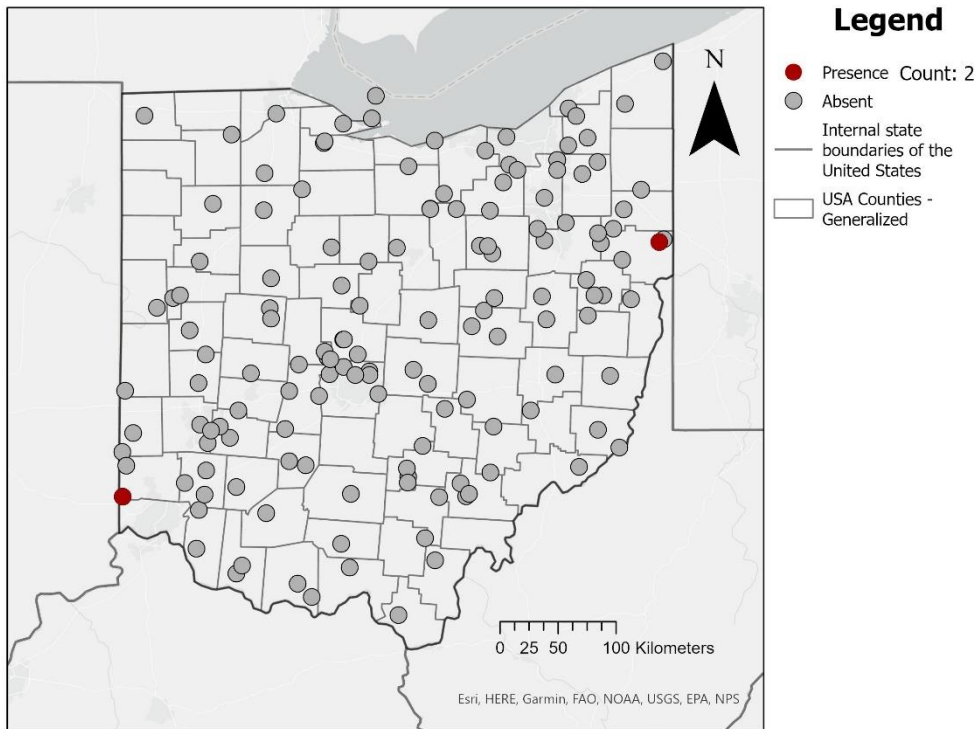 Legend
N
Presence Count: 2
Absent
Internal state
boundaries of the
United States
USA Counties -
Generalized
0 25 50 100 Kilometers
Esri, HERE, Garmin, FAO, NOAA, USGS, EPA, NPS